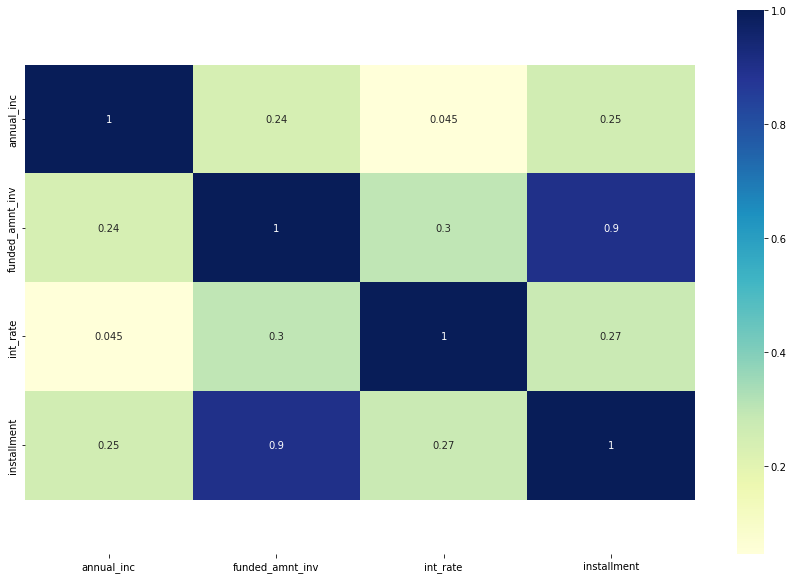 1.0
annual_inc
1 0.24 0.045 0.25
0.8
funded_amnt_inv
0.24 1 0.3 0.9
0.6
int_rate
0.045 0.3 1 0.27
0.4
installment
0.25 0.9 0.27 1
0.2
annual_inc funded_amnt_inv int_rate installment